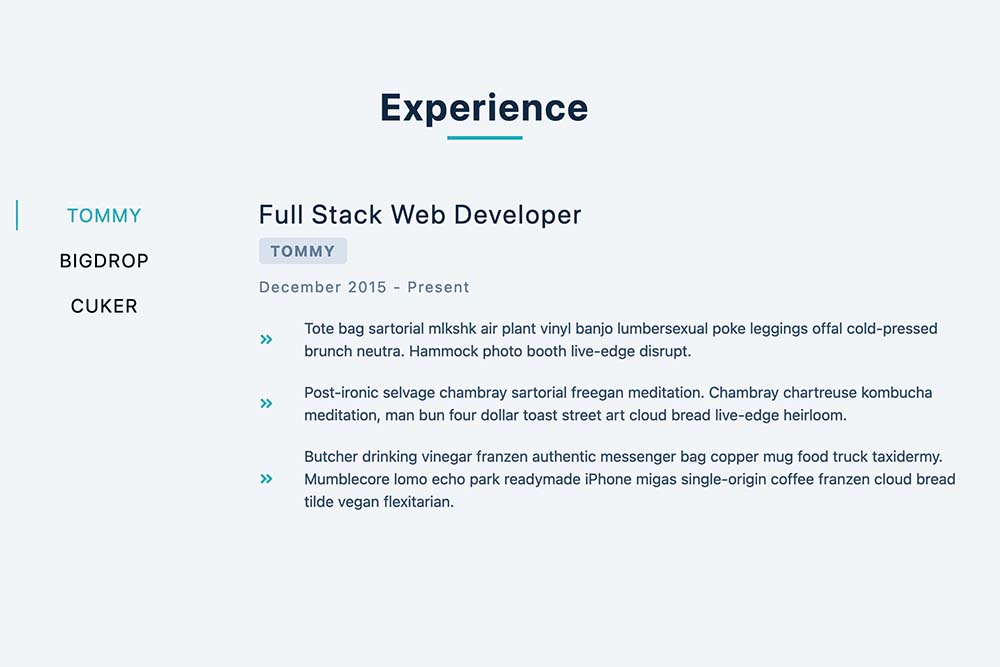 Experience
TOMMY
BIGDROP
CUKER
Full Stack Web Developer
TOMMY
December 2015 - Present
Tote bag sartorial mlkshk air plant vinyl banjo lumbersexual poke leggings offal cold-pressed
brunch neutra. Hammock photo booth live-edge disrupt.
Post-ironic selvage chambray sartorial freegan meditation. Chambray chartreuse kombucha
meditation, man bun four dollar toast street art cloud bread live-edge heirloom.
Butcher drinking vinegar franzen authentic messenger bag copper mug food truck taxidermy.
Mumblecore lomo echo park readymade iPhone migas single-origin coffee franzen cloud bread
tilde vegan flexitarian.